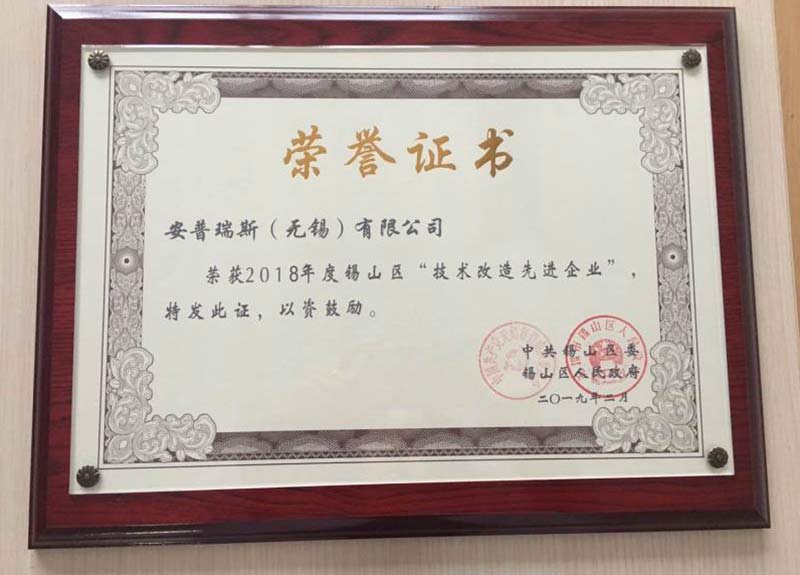 荣誉证书
安普瑞斯（无锡）有限公司
荣获2018年度锡山区“技术改造先进企业”，
特发此证，以资鼓励。
中共锡山区委
锡山区人民政府
二〇一九年二月